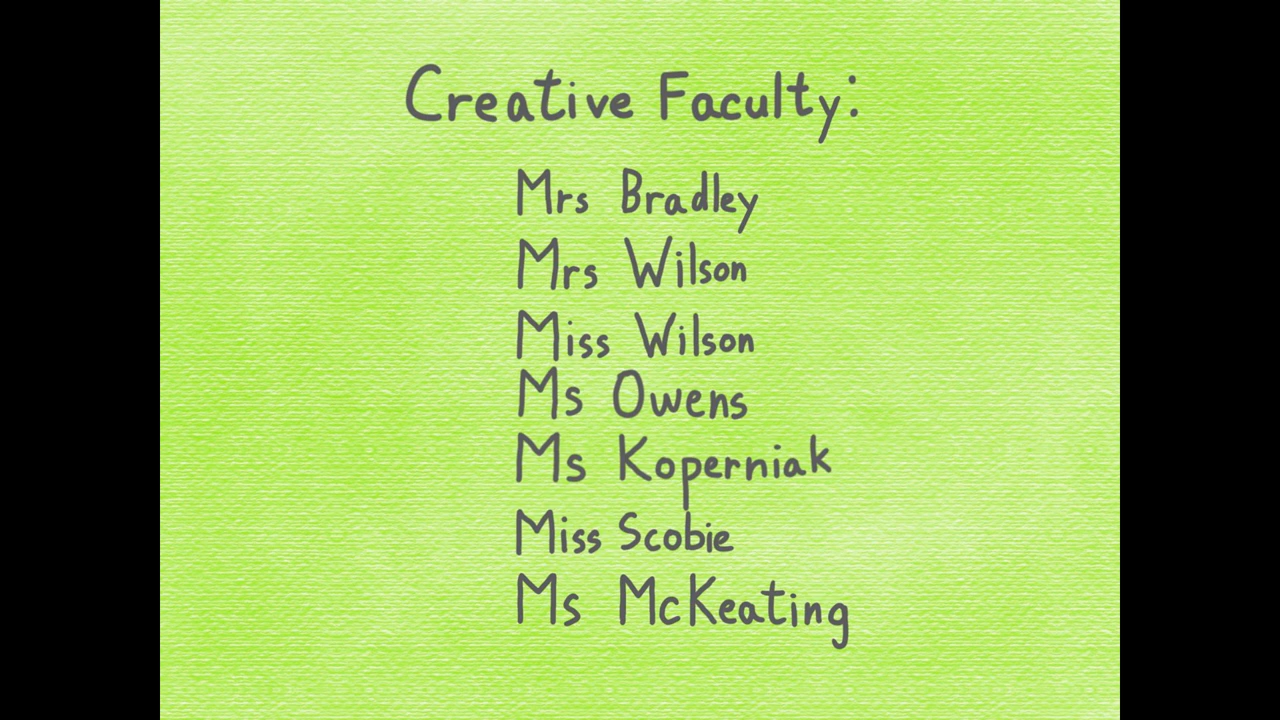 Creative Faculty:
Mrs Bradley
Mrs Wilson
Miss Wilson
Ms Owens
Ms Koperniak
Miss Scobie
Ms McKeating